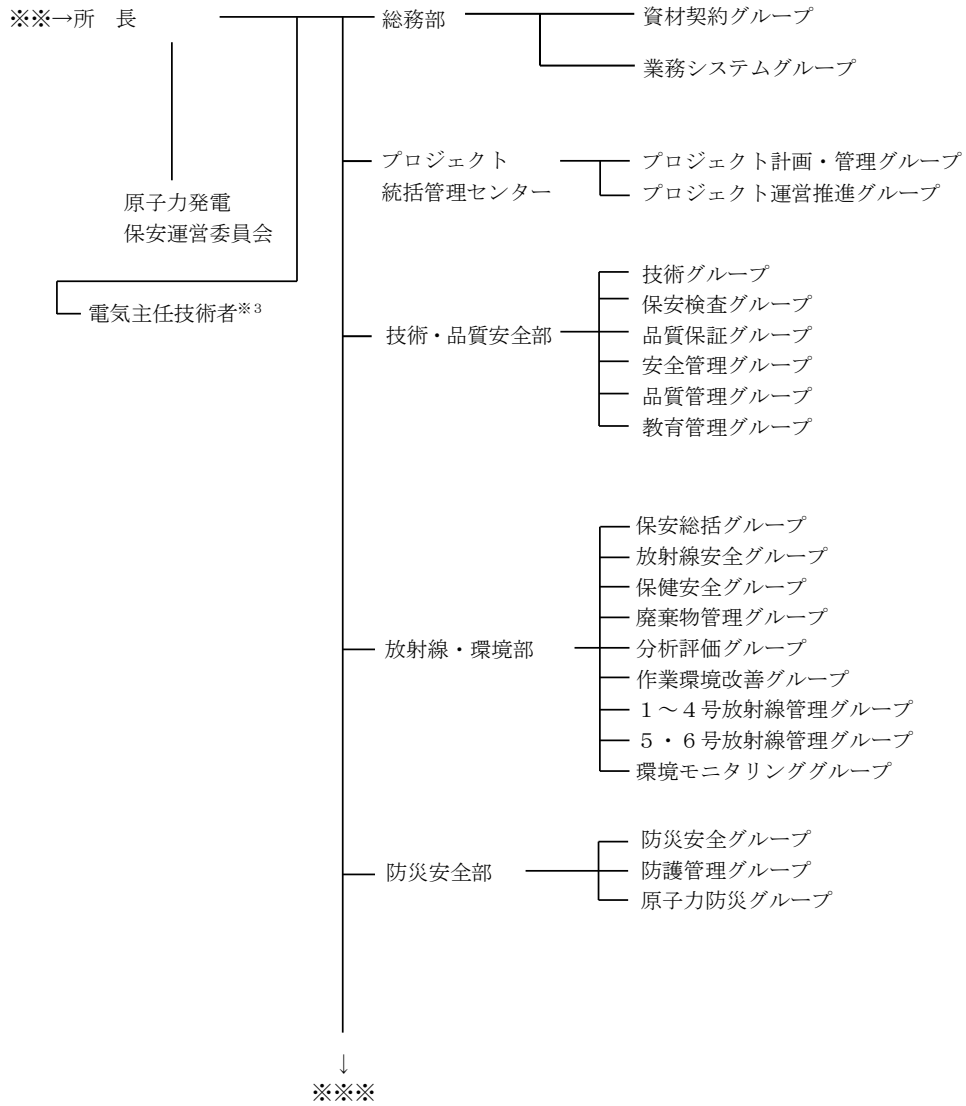 ※※→所　長
総務部
資材契約グループ
業務システムグループ
原子力発電
保安運営委員会
電気主任技術者※3
プロジェクト
統括管理センター
プロジェクト計画・管理グループ
プロジェクト運営推進グループ
技術・品質安全部
技術グループ
保安検査グループ
品質保証グループ
安全管理グループ
品質管理グループ
教育管理グループ
放射線・環境部
保安総括グループ
放射線安全グループ
保健安全グループ
廃棄物管理グループ
分析評価グループ
作業環境改善グループ
１～４号放射線管理グループ
５・６号放射線管理グループ
環境モニタリンググループ
防災安全部
防災安全グループ
防護管理グループ
原子力防災グループ
↓
※※※